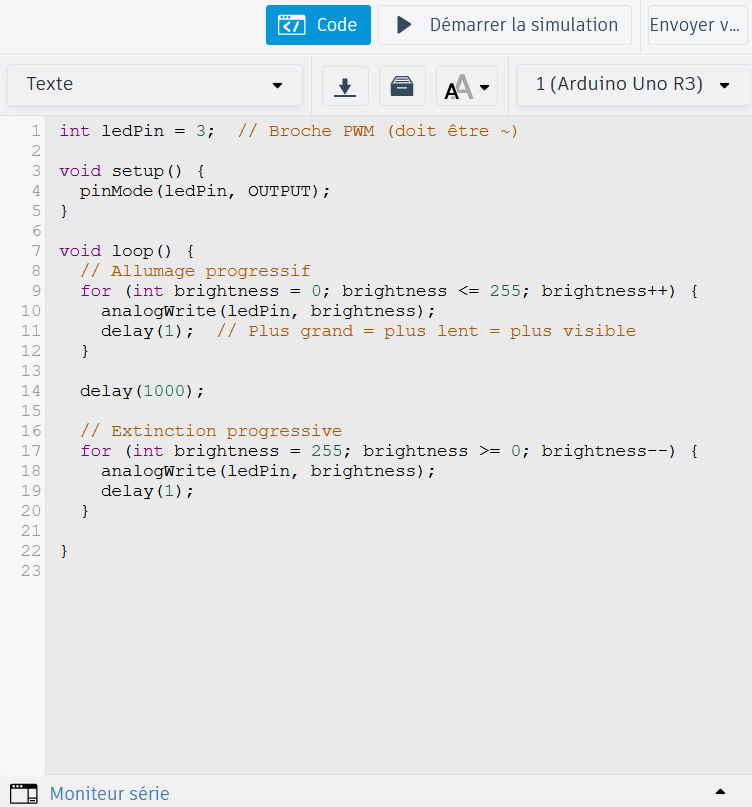 Code
Démarrer la simulation
Envoyer v...
Texte
AA
1 (Arduino Uno R3)
1 int ledPin = 3;  // Broche PWM (doit être ~)
2
3 void setup() {
4   pinMode(ledPin, OUTPUT);
5 }
6
7 void loop() {
8   // Allumage progressif
9   for (int brightness = 0; brightness <= 255; brightness++) {
10     analogWrite(ledPin, brightness);
11     delay(1);  // Plus grand = plus lent = plus visible
12   }
13
14   delay(1000);
15
16   // Extinction progressive
17   for (int brightness = 255; brightness >= 0; brightness--) {
18     analogWrite(ledPin, brightness);
19     delay(1);
20   }
21
22 }
23
Moniteur série